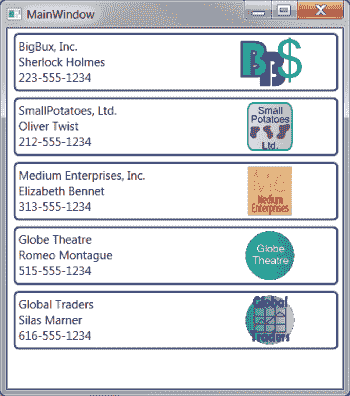 MainWindow
BigBux, Inc.
Sherlock Holmes
223-555-1234
BB$
SmallPotatoes, Ltd.
Oliver Twist
212-555-1234
Small
Potatoes
Ltd.
Medium Enterprises, Inc.
Elizabeth Bennet
313-555-1234
Medium
Enterprises
Globe Theatre
Romeo Montague
515-555-1234
Globe
Theatre
Global Traders
Silas Marner
616-555-1234
Global
Traders